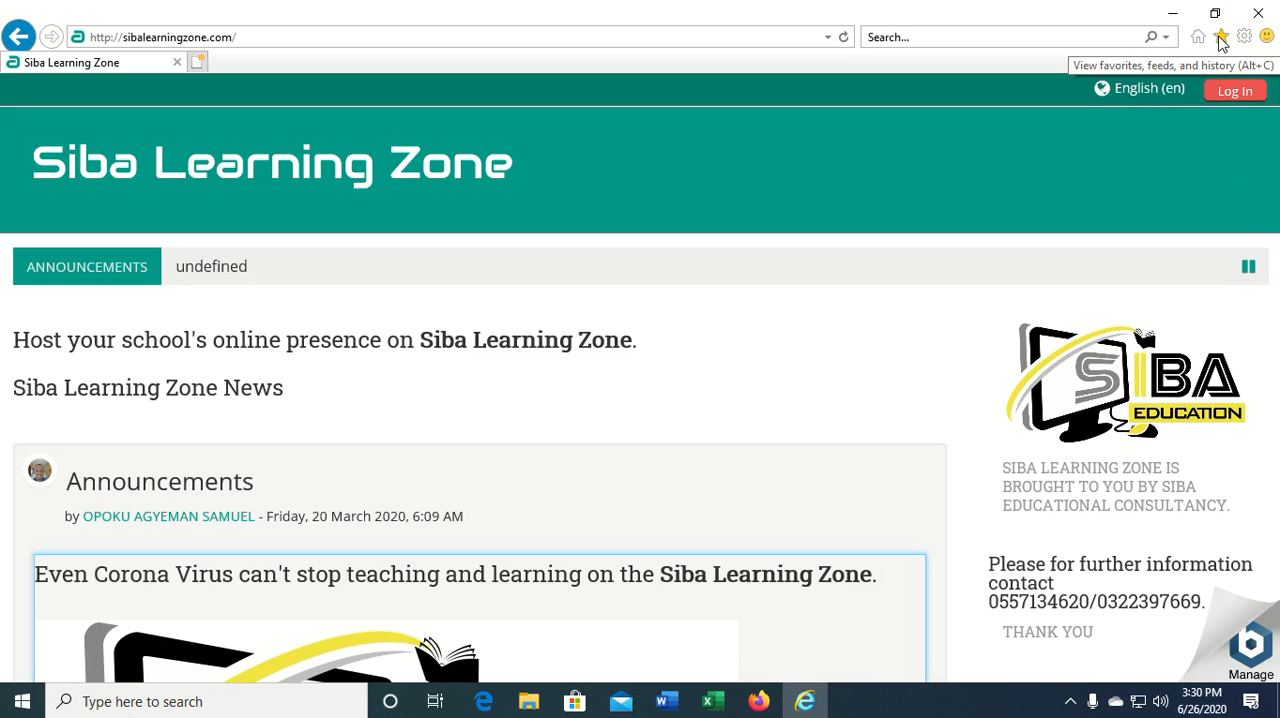 http://sibalearningzone.com/
Search...
Siba Learning Zone
View favorites, feeds, and history (Alt+C)
English (en)
Log In
Siba Learning Zone
ANNOUNCEMENTS
undefined
Host your school's online presence on Siba Learning Zone.
Siba Learning Zone News
Announcements
by OPOKU AGYEMAN SAMUEL - Friday, 20 March 2020, 6:09 AM
Even Corona Virus can't stop teaching and learning on the Siba Learning Zone.
SIBA
EDUCATION
SIBA LEARNING ZONE IS
BROUGHT TO YOU BY SIBA
EDUCATIONAL CONSULTANCY.
Please for further information
contact
0557134620/0322397669.
THANK YOU
Manage
Type here to search
3:30 PM
6/26/2020